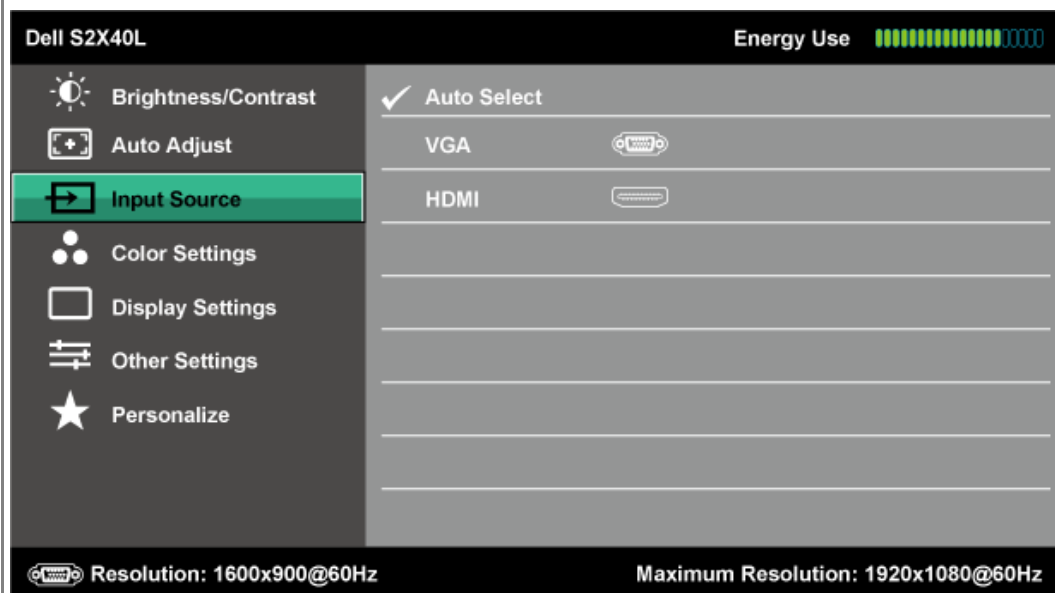 Dell S2X40L Energy Use
Brightness/Contrast Auto Select
Auto Adjust VGA
Input Source HDMI
Color Settings
Display Settings
Other Settings
Personalize
Resolution: 1600x900@60Hz Maximum Resolution: 1920x1080@60Hz